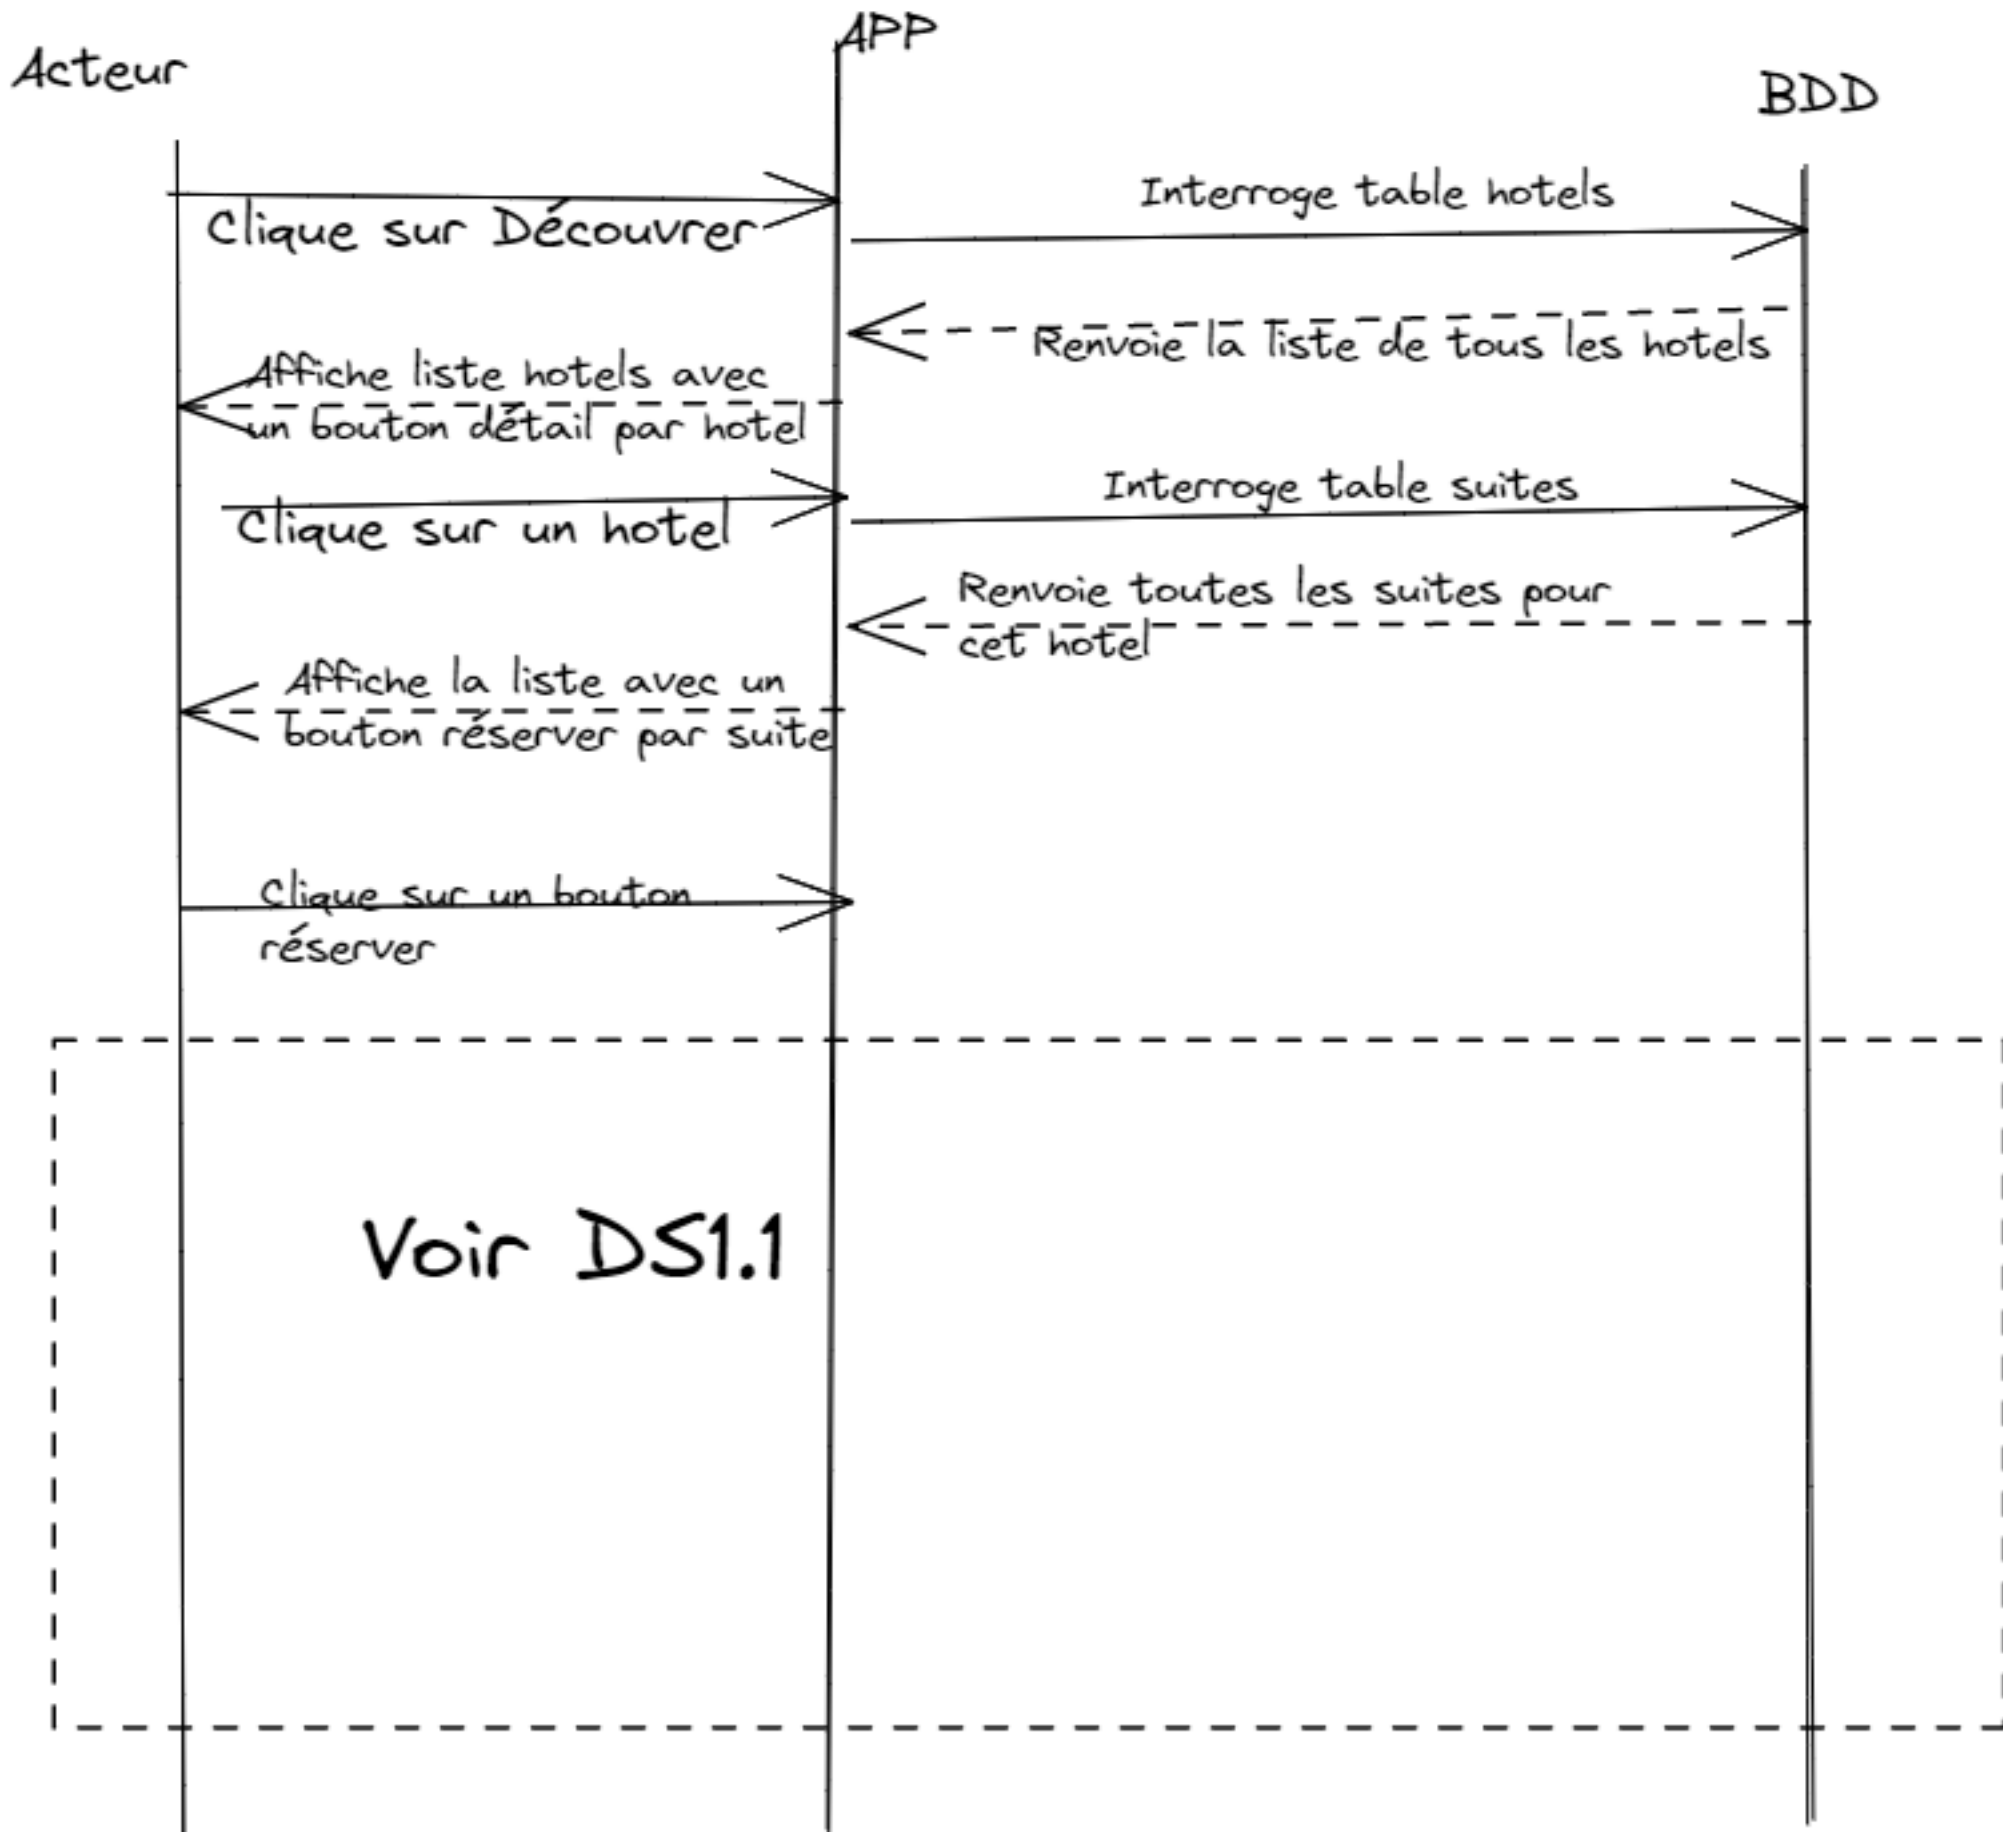 Acteur
APP
BDD
Clique sur Découvrer
Interroge table hotels
Renvoie la liste de tous les hotels
Affiche liste hotels avec
un bouton détail par hotel
Clique sur un hotel
Interroge table suites
Renvoie toutes les suites pour
cet hotel
Affiche la liste avec un
bouton réserver par suite
Clique sur un bouton
réserver
Voir DS1.1